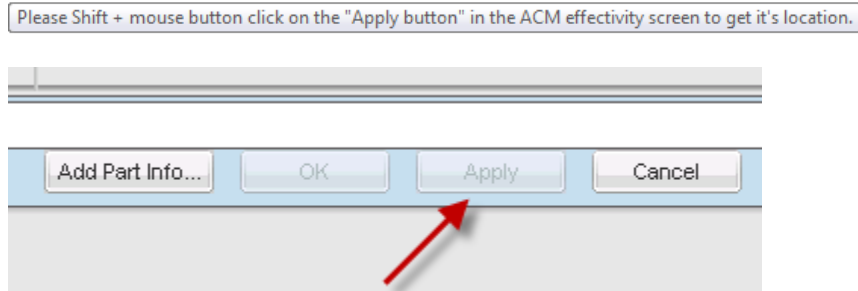 Please Shift + mouse button click on the "Apply button" in the ACM effectivity screen to get it's location.
Add Part Info... OK Apply Cancel